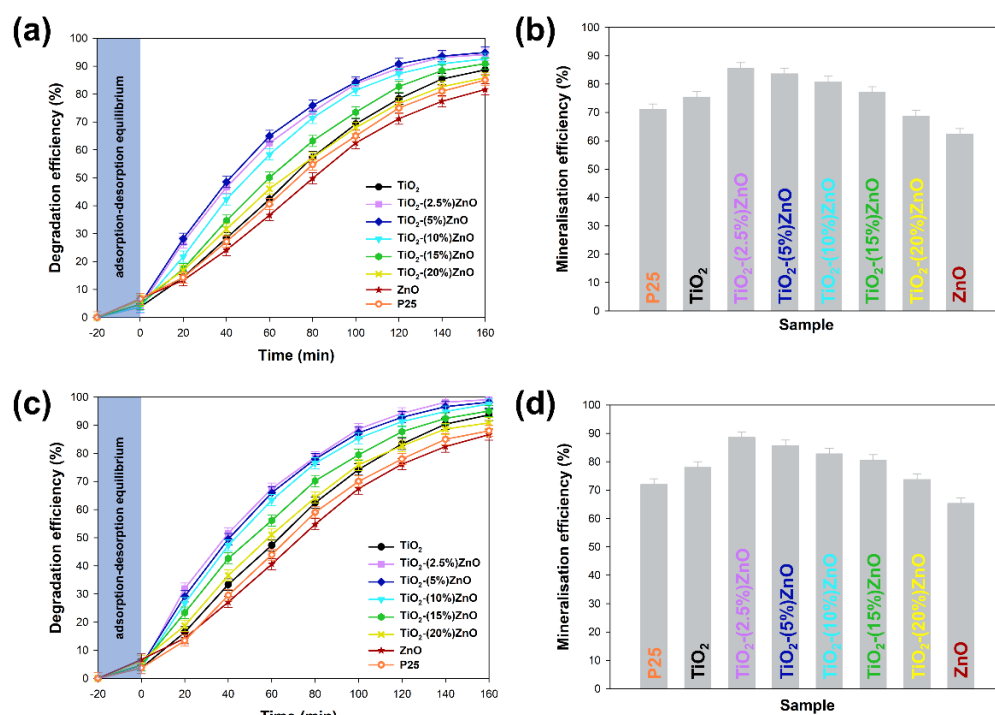 (a)
100
90
80
70
60
50
40
30
20
10
0
Degradation efficiency (%)
adsorption-desorption equilibrium
TiO₂
TiO₂-(2.5%)ZnO
TiO₂-(5%)ZnO
TiO₂-(10%)ZnO
TiO₂-(15%)ZnO
TiO₂-(20%)ZnO
ZnO
P25
-20 0 20 40 60 80 100 120 140 160
Time (min)
(b)
100
90
80
70
60
50
40
30
20
10
0
Mineralisation efficiency (%)
P25
TiO₂
TiO₂-(2.5%)ZnO
TiO₂-(5%)ZnO
TiO₂-(10%)ZnO
TiO₂-(15%)ZnO
TiO₂-(20%)ZnO
ZnO
Sample
(c)
100
90
80
70
60
50
40
30
20
10
0
Degradation efficiency (%)
adsorption-desorption equilibrium
TiO₂
TiO₂-(2.5%)ZnO
TiO₂-(5%)ZnO
TiO₂-(10%)ZnO
TiO₂-(15%)ZnO
TiO₂-(20%)ZnO
ZnO
P25
-20 0 20 40 60 80 100 120 140 160
Time (min)
(d)
100
90
80
70
60
50
40
30
20
10
0
Mineralisation efficiency (%)
P25
TiO₂
TiO₂-(2.5%)ZnO
TiO₂-(5%)ZnO
TiO₂-(10%)ZnO
TiO₂-(15%)ZnO
TiO₂-(20%)ZnO
ZnO
Sample